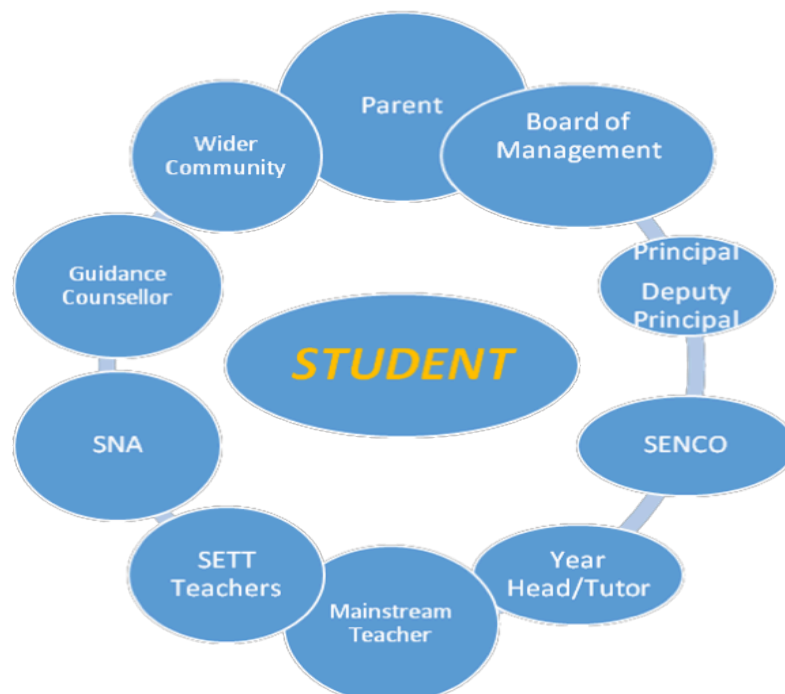 Parent
Board of
Management
Principal
Deputy
Principal
SENCO
Year
Head/Tutor
Mainstream
Teacher
SETT
Teachers
SNA
Guidance
Counsellor
Wider
Community
STUDENT